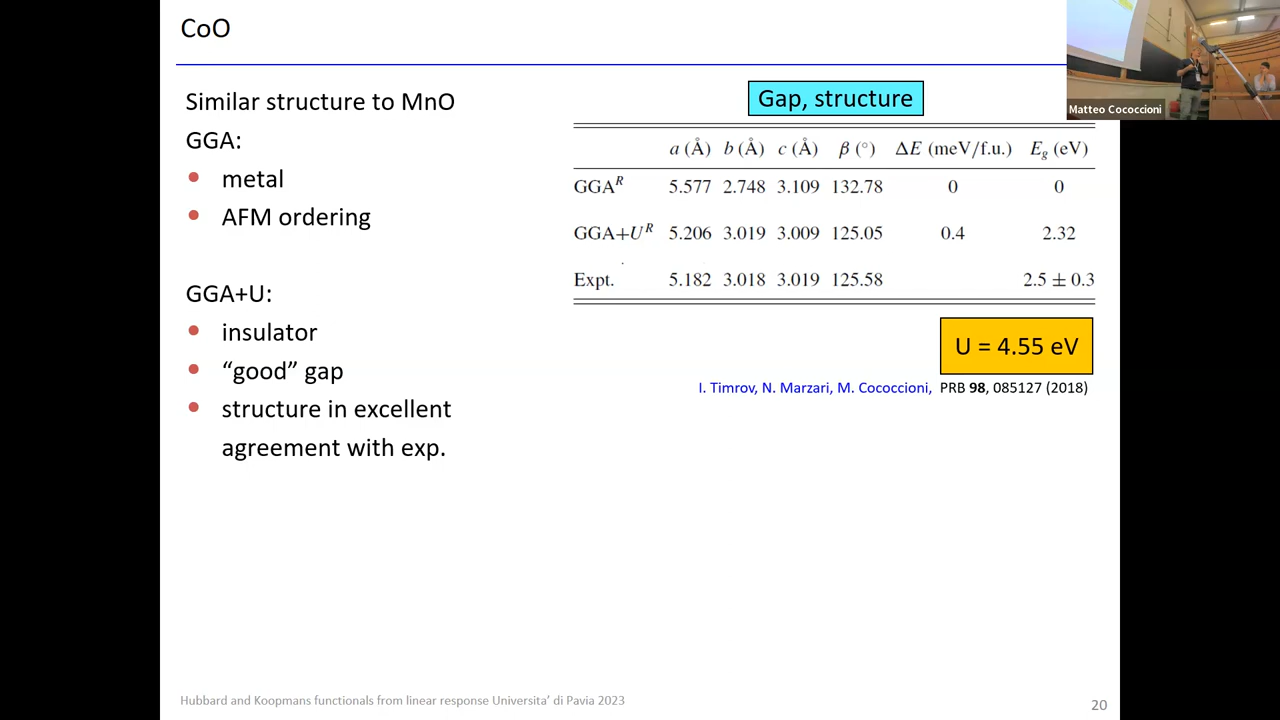 CoO
Similar structure to MnO
GGA:
• metal
• AFM ordering
GGA+U:
• insulator
• “good” gap
• structure in excellent
agreement with exp.
Gap, structure
a (Å) b (Å) c (Å) β (°) ΔE (meV/f.u.) E_g (eV)
GGA^R 5.577 2.748 3.109 132.78 0 0
GGA+U^R 5.206 3.019 3.009 125.05 0.4 2.32
Expt. 5.182 3.018 3.019 125.58 2.5 ± 0.3
U = 4.55 eV
I. Timrov, N. Marzari, M. Cococcioni, PRB 98, 085127 (2018)
Matteo Cococcioni
Hubbard and Koopmans functionals from linear response Universita’ di Pavia 2023
20